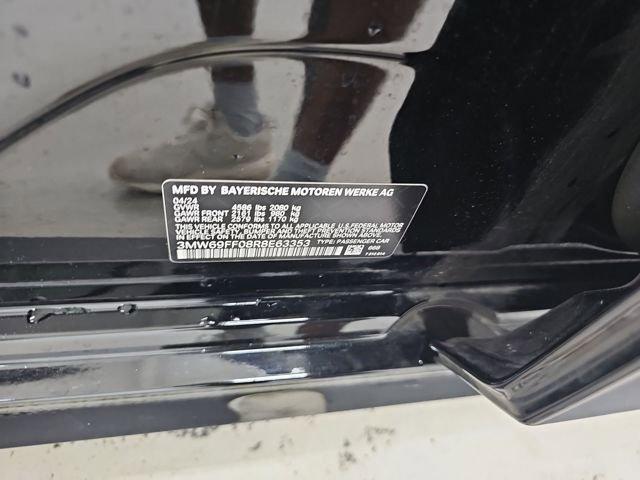 MFD BY BAYERISCHE MOTOREN WERKE AG
04/24
GVWR 4586 lbs 2080 kg
GAWR FRONT 2161 lbs 980 kg
GAWR REAR 2579 lbs 1170 kg
THIS VEHICLE CONFORMS TO ALL APPLICABLE U.S. FEDERAL MOTOR
VEHICLE SAFETY, BUMPER, AND THEFT PREVENTION STANDARDS IN
EFFECT ON THE DATE OF MANUFACTURE SHOWN ABOVE.
3MW69FF08R8E63353 TYPE: PASSENGER CAR
668